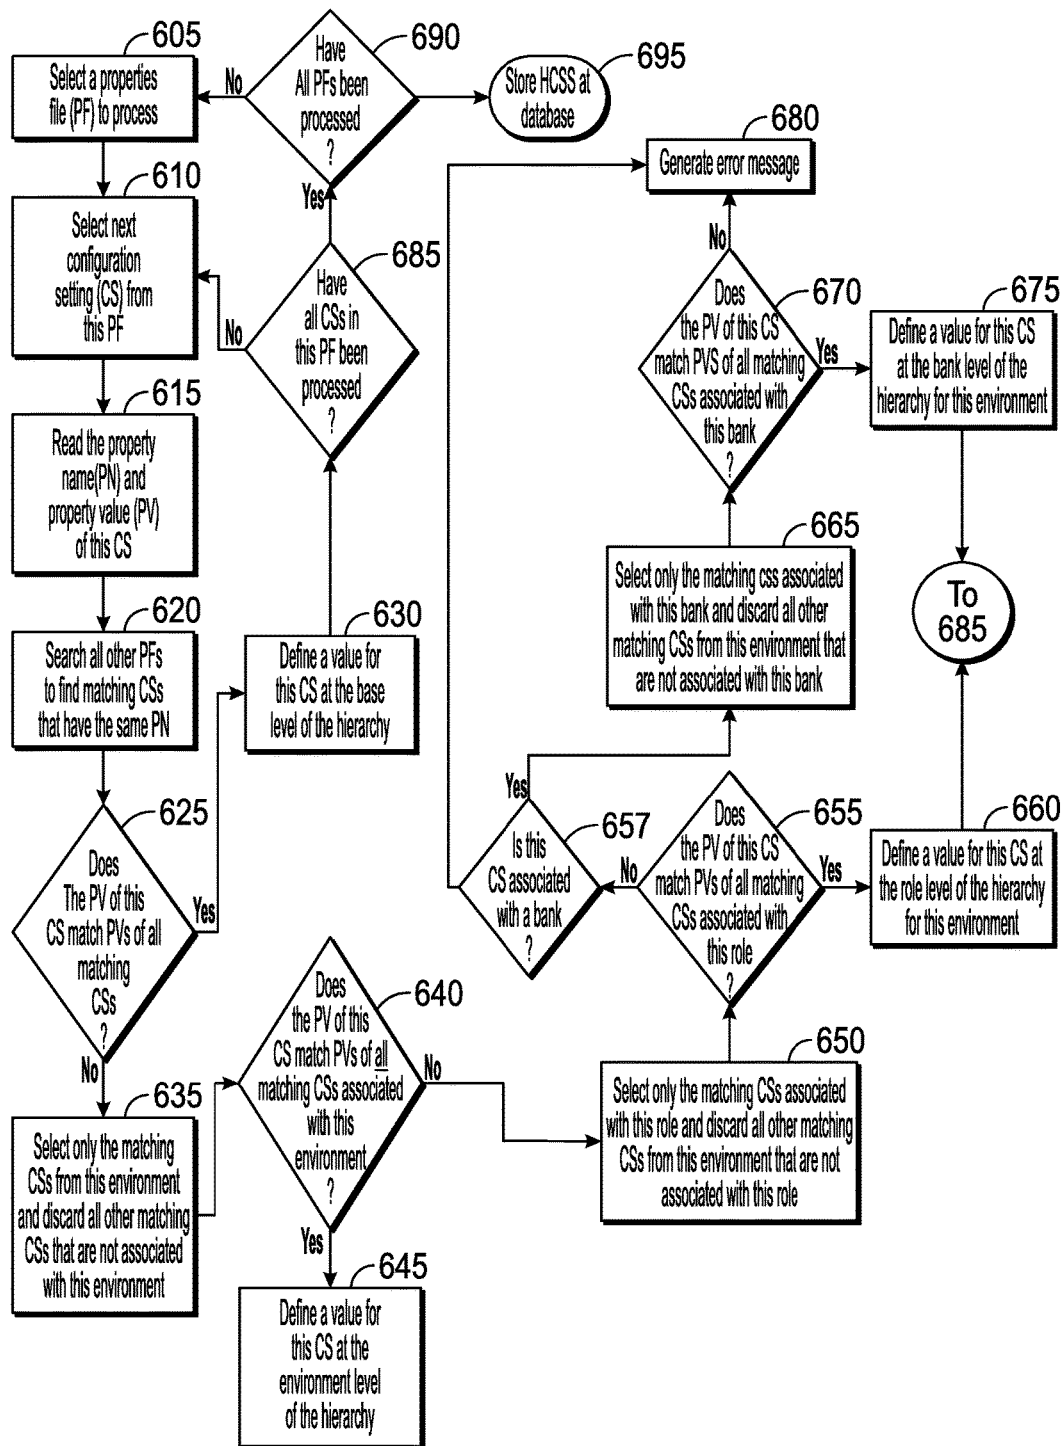 605
Select a properties
file (PF) to process
610
Select next
configuration
setting (CS) from
this PF
615
Read the property
name(PN) and
property value (PV)
of this CS
620
Search all other PFs
to find matching CSs
that have the same PN
625
Does
The PV of this
CS match PVs of all
matching
CSs
?
Yes
No
630
Define a value for
this CS at the base
level of the hierarchy
635
Select only the matching
CSs from this environment
and discard all other matching
CSs that are not associated
with this environment
640
Does
the PV of this
CS match PVs of all
matching CSs associated
with this
environment
?
No
Yes
645
Define a value for
this CS at the
environment level
of the hierarchy
650
Select only the matching CSs associated
with this role and discard all other matching
CSs from this environment that are not
associated with this role
655
Does
the PV of this CS
match PVs of all matching
CSs associated with
this role
?
Yes
No
657
Is this
CS associated
with a bank
?
Yes
660
Define a value for this CS at
the role level of the hierarchy
for this environment
665
Select only the matching css associated
with this bank and discard all other
matching CSs from this environment that
are not associated with this bank
670
Does
the PV of this CS
match PVS of all matching
CSs associated with
this bank
?
Yes
No
675
Define a value for this CS
at the bank level of the
hierarchy for this environment
To
685
680
Generate error message
685
Have
all CSs in
this PF been
processed
?
No
Yes
690
Have
All PFs been
processed
?
No
695
Store HCSS at
database